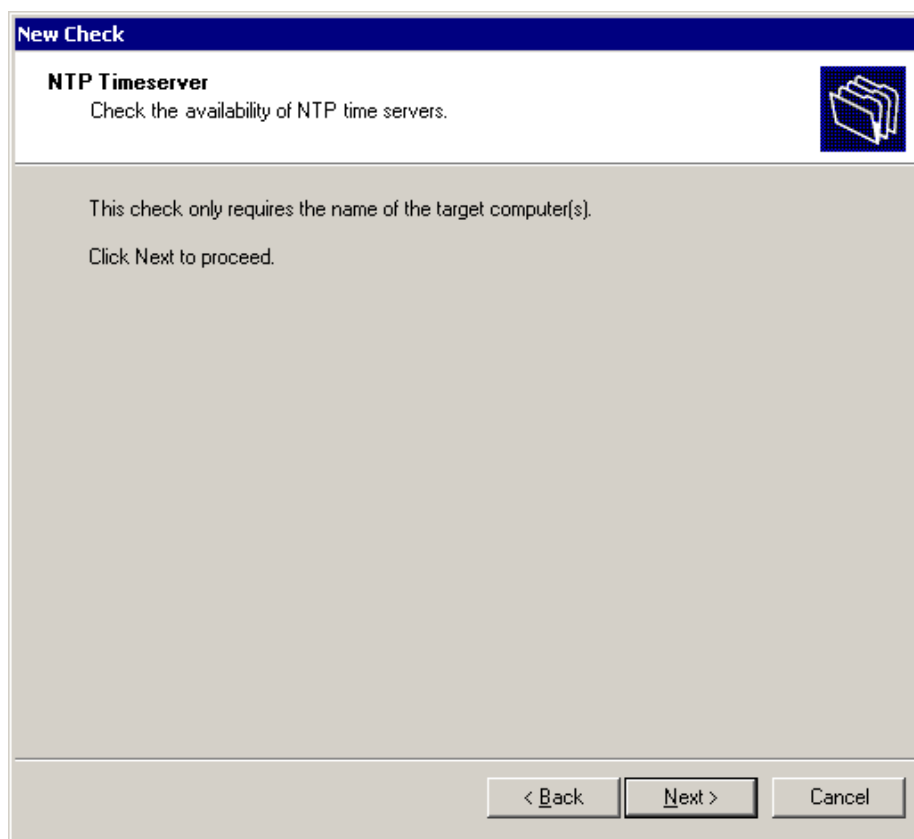 New Check
NTP Timeserver
Check the availability of NTP time servers.
This check only requires the name of the target computer(s).
Click Next to proceed.
< Back
Next >
Cancel